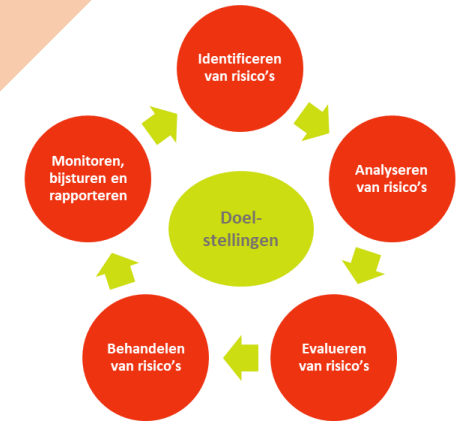 Identificeren
van risico's
Analyseren
van risico's
Evalueren
van risico's
Behandelen
van risico's
Monitoren,
bijsturen en
rapporteren
Doel-
stellingen